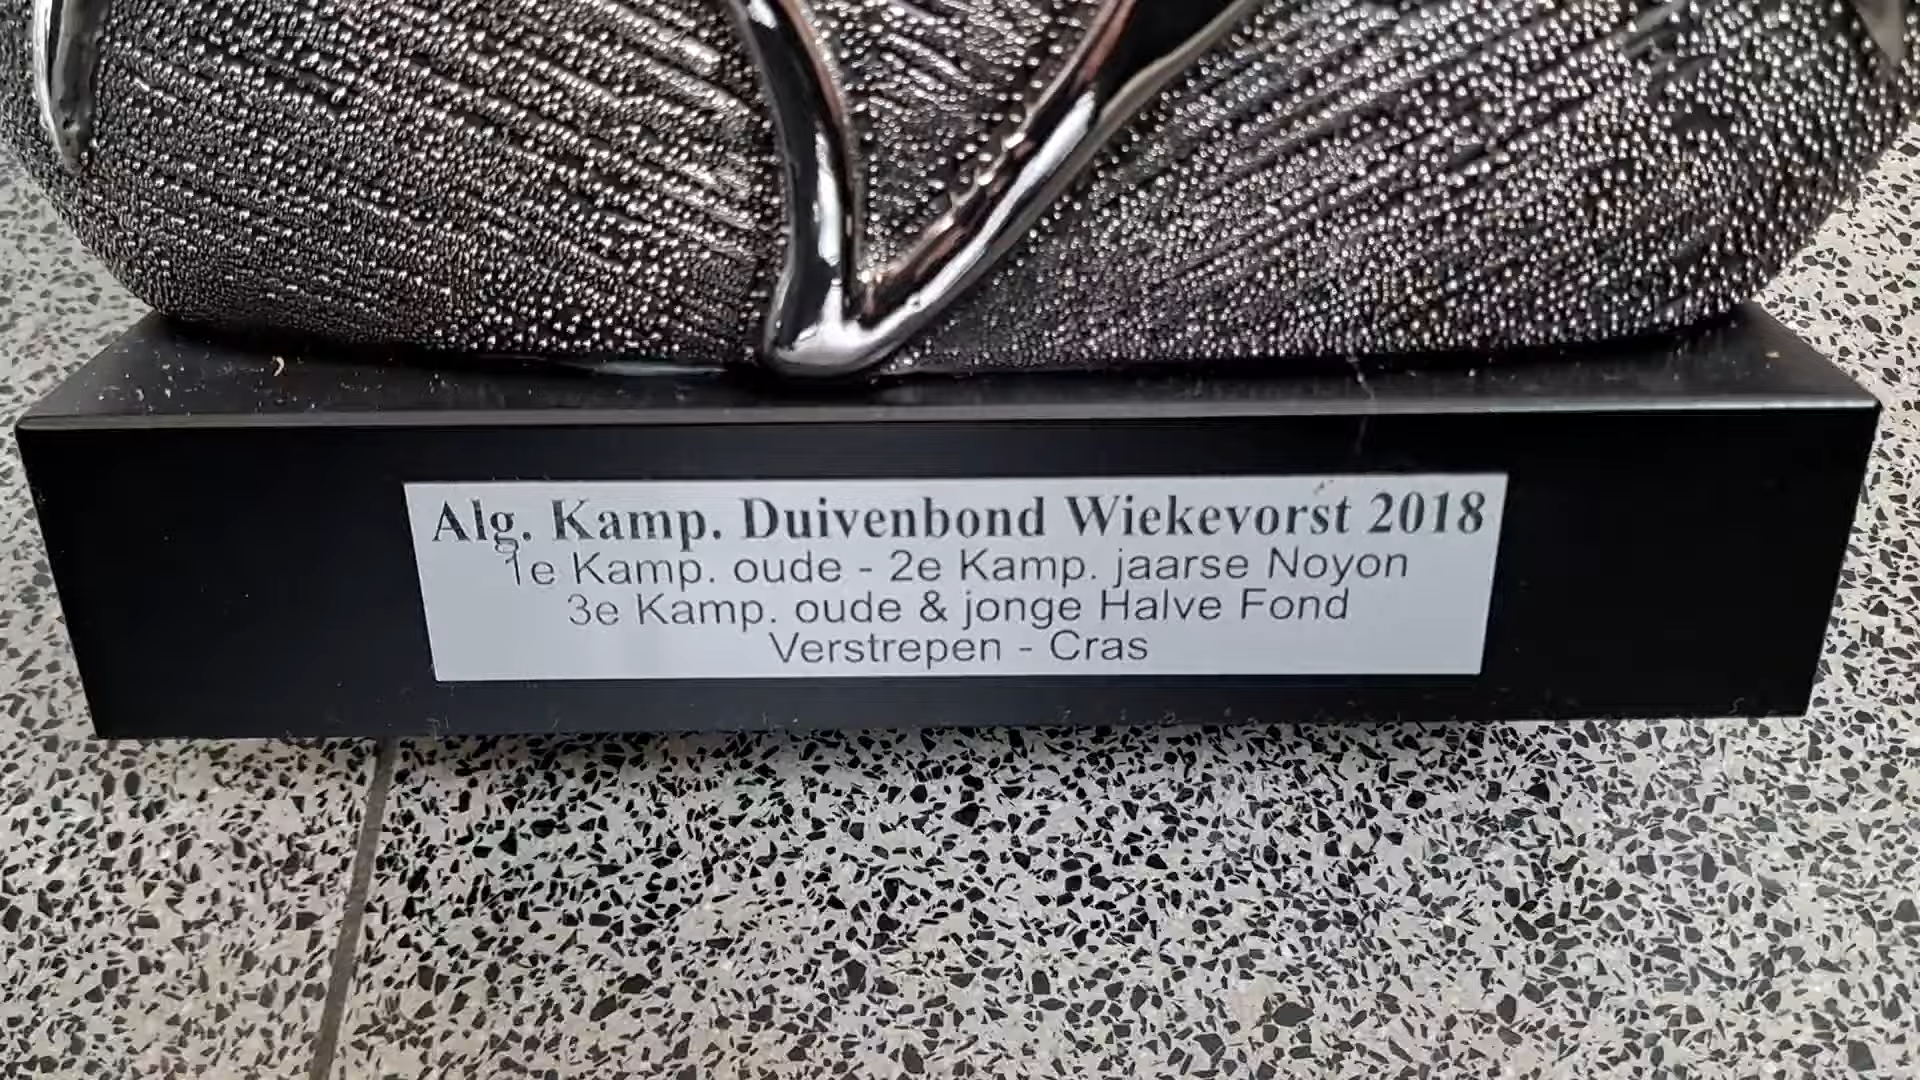 Alg. Kamp. Duivenbond Wiekevorst 2018
1e Kamp. oude - 2e Kamp. jaarse Noyon
3e Kamp. oude & jonge Halve Fond
Verstrepen - Cras